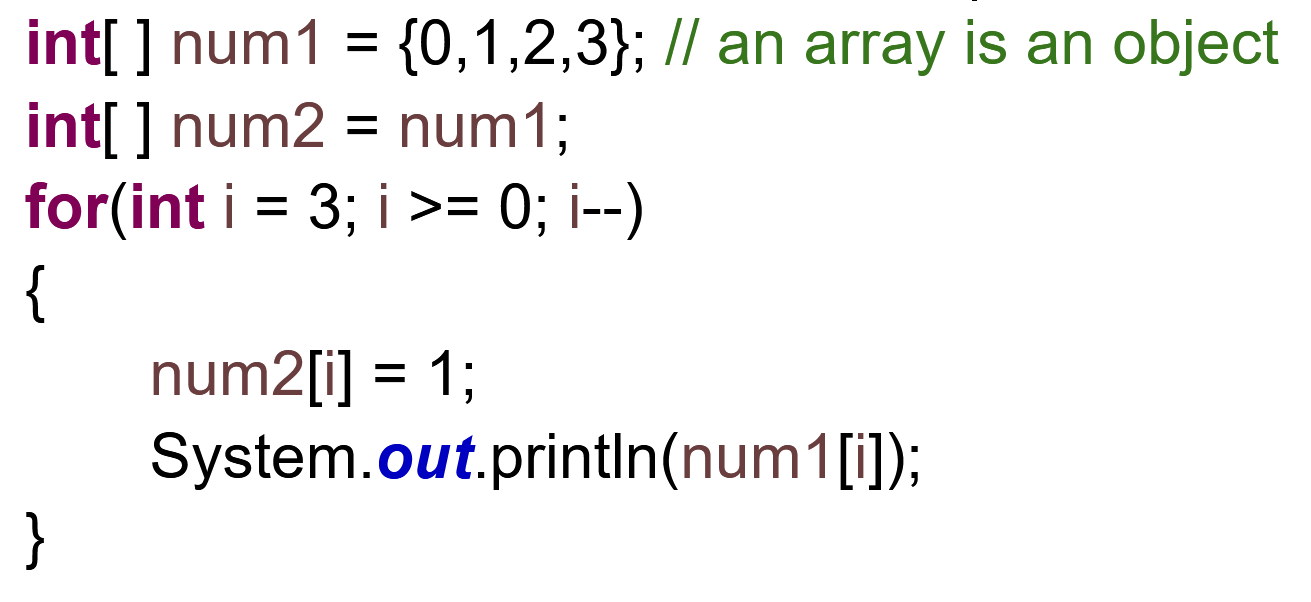 int[ ] num1 = {0,1,2,3}; // an array is an object
int[ ] num2 = num1;
for(int i = 3; i >= 0; i--)
{
num2[i] = 1;
System.out.println(num1[i]);
}